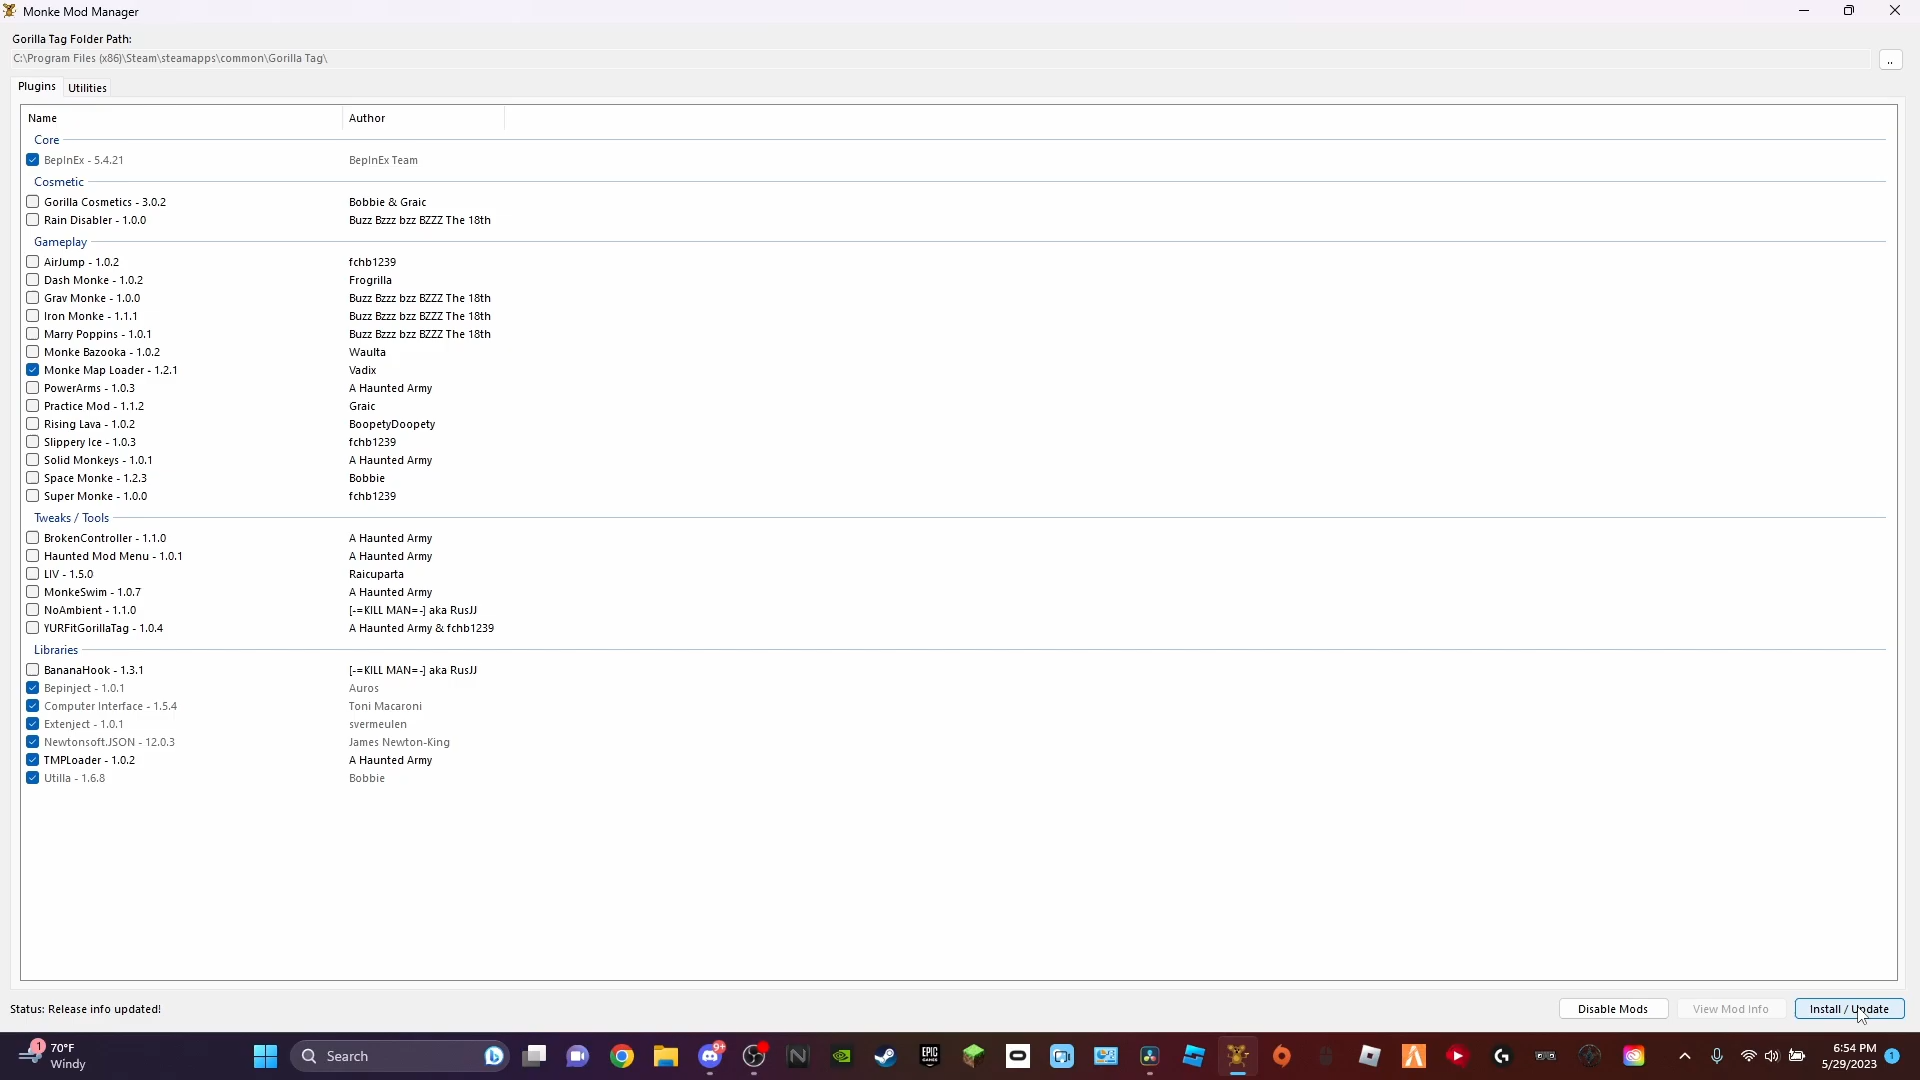 Monke Mod Manager
Gorilla Tag Folder Path:
C:\Program Files (x86)\Steam\steamapps\common\Gorilla Tag\
..
Plugins Utilities
Name Author
Core
BepInEx - 5.4.21 BepInEx Team
Cosmetic
Gorilla Cosmetics - 3.0.2 Bobbie & Graic
Rain Disabler - 1.0.0 Buzz Bzzz bzz BZZZ The 18th
Gameplay
AirJump - 1.0.2 fchb1239
Dash Monke - 1.0.2 Frogrilla
Grav Monke - 1.0.0 Buzz Bzzz bzz BZZZ The 18th
Iron Monke - 1.1.1 Buzz Bzzz bzz BZZZ The 18th
Marry Poppins - 1.0.1 Buzz Bzzz bzz BZZZ The 18th
Monke Bazooka - 1.0.2 Waulta
Monke Map Loader - 1.2.1 Vadix
PowerArms - 1.0.3 A Haunted Army
Practice Mod - 1.1.2 Graic
Rising Lava - 1.0.2 BoopetyDoopety
Slippery Ice - 1.0.3 fchb1239
Solid Monkeys - 1.0.1 A Haunted Army
Space Monke - 1.2.3 Bobbie
Super Monke - 1.0.0 fchb1239
Tweaks / Tools
BrokenController - 1.1.0 A Haunted Army
Haunted Mod Menu - 1.0.1 A Haunted Army
LIV - 1.5.0 Raicuparta
MonkeSwim - 1.0.7 A Haunted Army
NoAmbient - 1.1.0 [-=KILL MAN=-] aka RusJJ
YURFitGorillaTag - 1.0.4 A Haunted Army & fchb1239
Libraries
BananaHook - 1.3.1 [-=KILL MAN=-] aka RusJJ
Bepinject - 1.0.1 Auros
Computer Interface - 1.5.4 Toni Macaroni
Extenject - 1.0.1 svermeulen
Newtonsoft.JSON - 12.0.3 James Newton-King
TMPLoader - 1.0.2 A Haunted Army
Utilla - 1.6.8 Bobbie
Status: Release info updated!
Disable Mods View Mod Info Install / Update
1 70°F
Windy
Search
9+
EPIC
GAMES
6:54 PM
5/29/2023
1